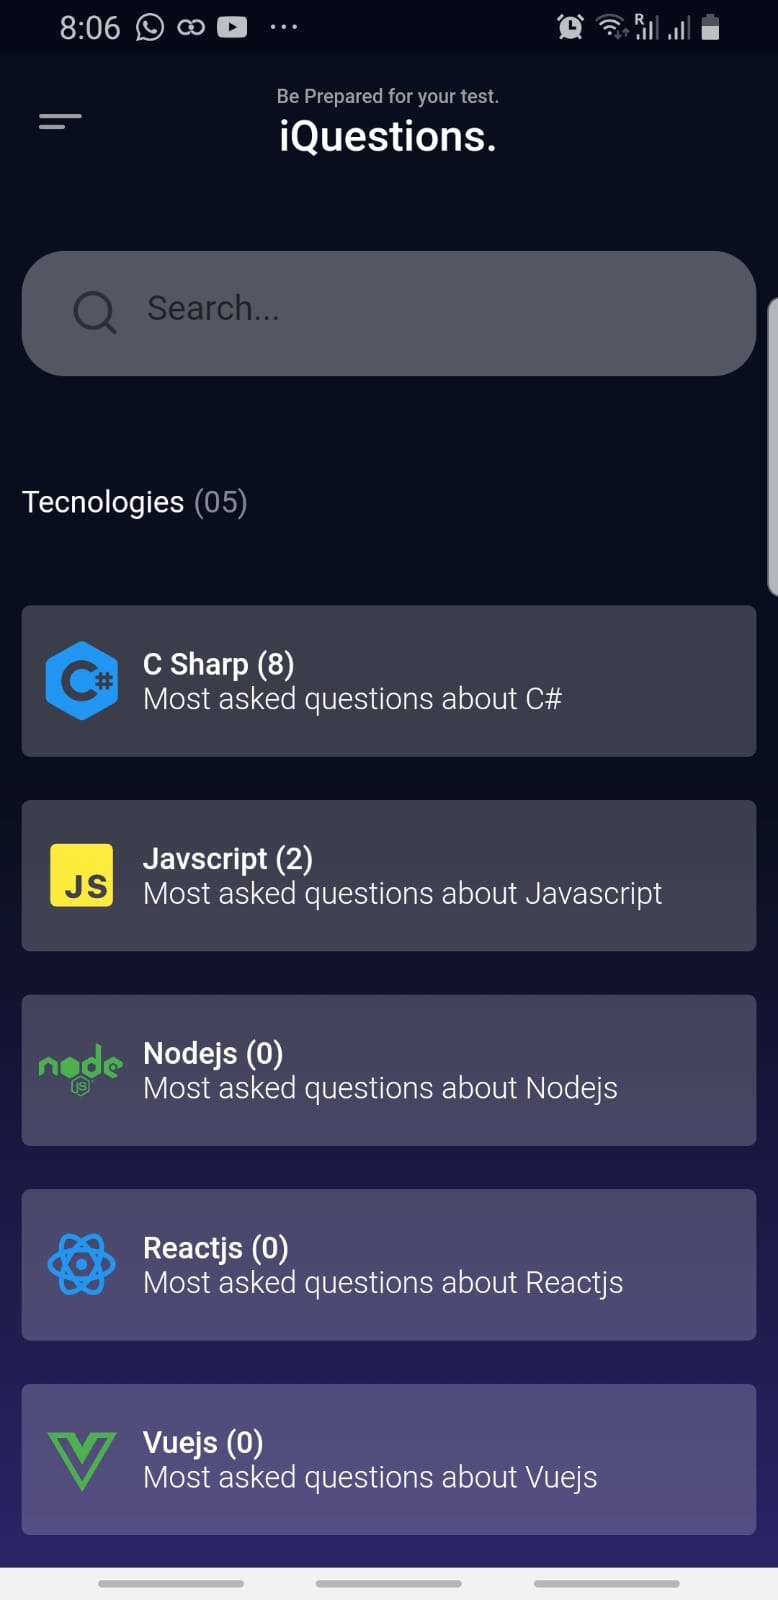 8:06
R
Be Prepared for your test.
iQuestions.
Search...
Tecnologies (05)
C#
C Sharp (8)
Most asked questions about C#
JS
Javscript (2)
Most asked questions about Javascript
node
JS
Nodejs (0)
Most asked questions about Nodejs
Reactjs (0)
Most asked questions about Reactjs
Vuejs (0)
Most asked questions about Vuejs